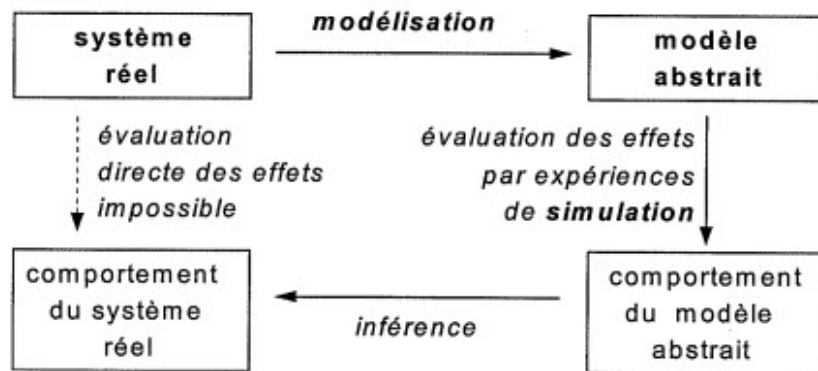 système
réel
modélisation
modèle
abstrait
évaluation
directe des effets
impossible
évaluation des effets
par expériences
de simulation
comportement
du système
réel
inférence
comportement
du modèle
abstrait